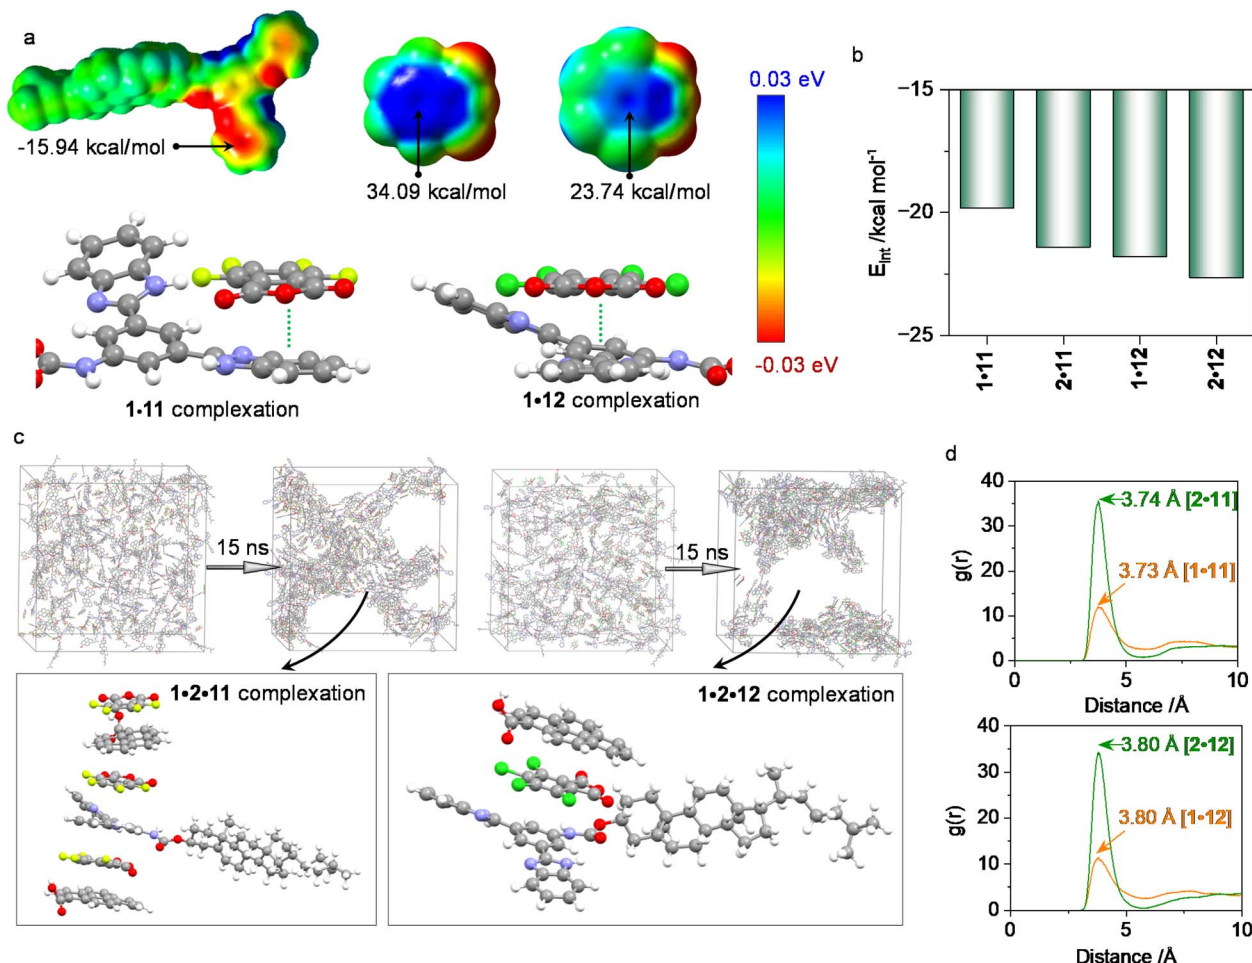 a
-15.94 kcal/mol
34.09 kcal/mol
23.74 kcal/mol
0.03 eV
-0.03 eV
1•11 complexation
1•12 complexation
b
−15
−20
−25
E_Int /kcal mol⁻¹
1•11
2•11
1•12
2•12
c
15 ns
15 ns
1•2•11 complexation
1•2•12 complexation
d
40
30
20
10
0
g(r)
3.74 Å [2•11]
3.73 Å [1•11]
0
5
10
Distance /Å
40
30
20
10
0
g(r)
3.80 Å [2•12]
3.80 Å [1•12]
0
5
10
Distance /Å